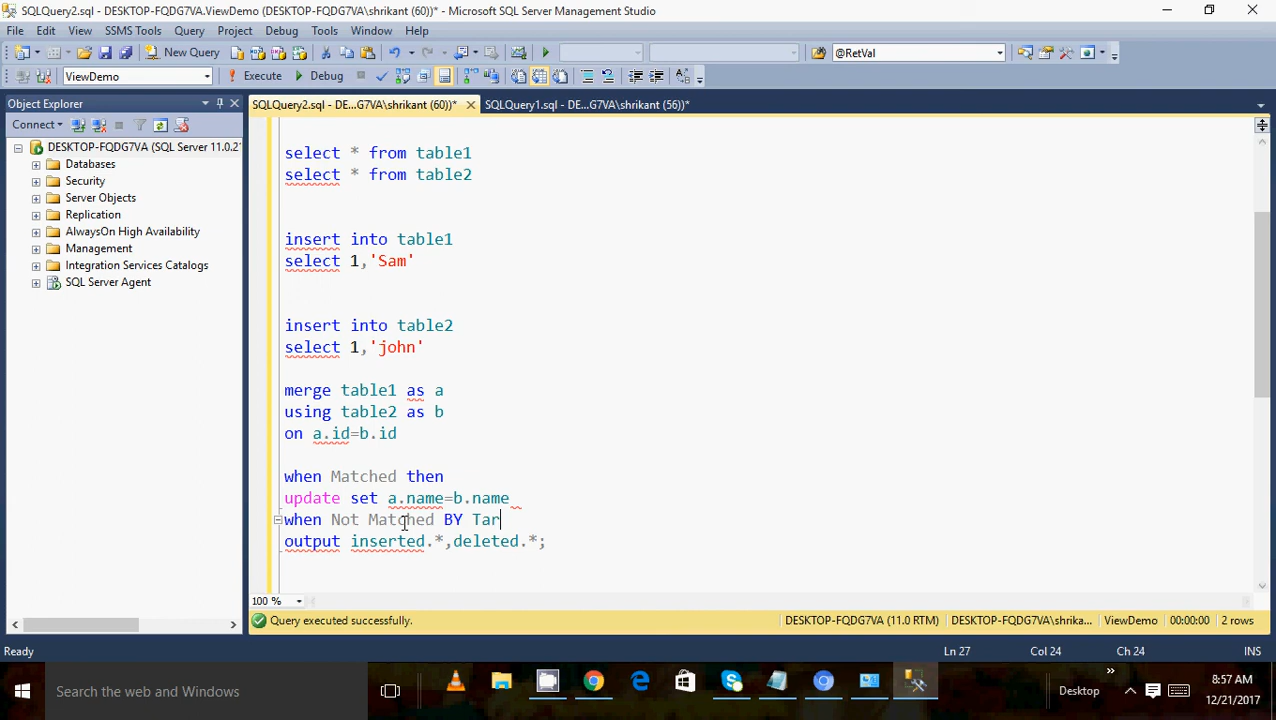 SQLQuery2.sql - DESKTOP-FQDG7VA.ViewDemo (DESKTOP-FQDG7VA\shrikant (60))* - Microsoft SQL Server Management Studio
File Edit View SSMS Tools Query Project Debug Tools Window Help
New Query @RetVal
ViewDemo Execute Debug
Object Explorer
SQLQuery2.sql - DE...G7VA\shrikant (60))*
SQLQuery1.sql - DE...G7VA\shrikant (56))*
Connect
DESKTOP-FQDG7VA (SQL Server 11.0.2
Databases
Security
Server Objects
Replication
AlwaysOn High Availability
Management
Integration Services Catalogs
SQL Server Agent
select * from table1
select * from table2
insert into table1
select 1,'Sam'
insert into table2
select 1,'john'
merge table1 as a
using table2 as b
on a.id=b.id
when Matched then
update set a.name=b.name
when Not Matched BY Tar
output inserted.*,deleted.*;
100 %
Query executed successfully. DESKTOP-FQDG7VA (11.0 RTM) DESKTOP-FQDG7VA\shrika... ViewDemo 00:00:00 2 rows
Ready Ln 27 Col 24 Ch 24 INS
Search the web and Windows
Desktop
8:57 AM
12/21/2017